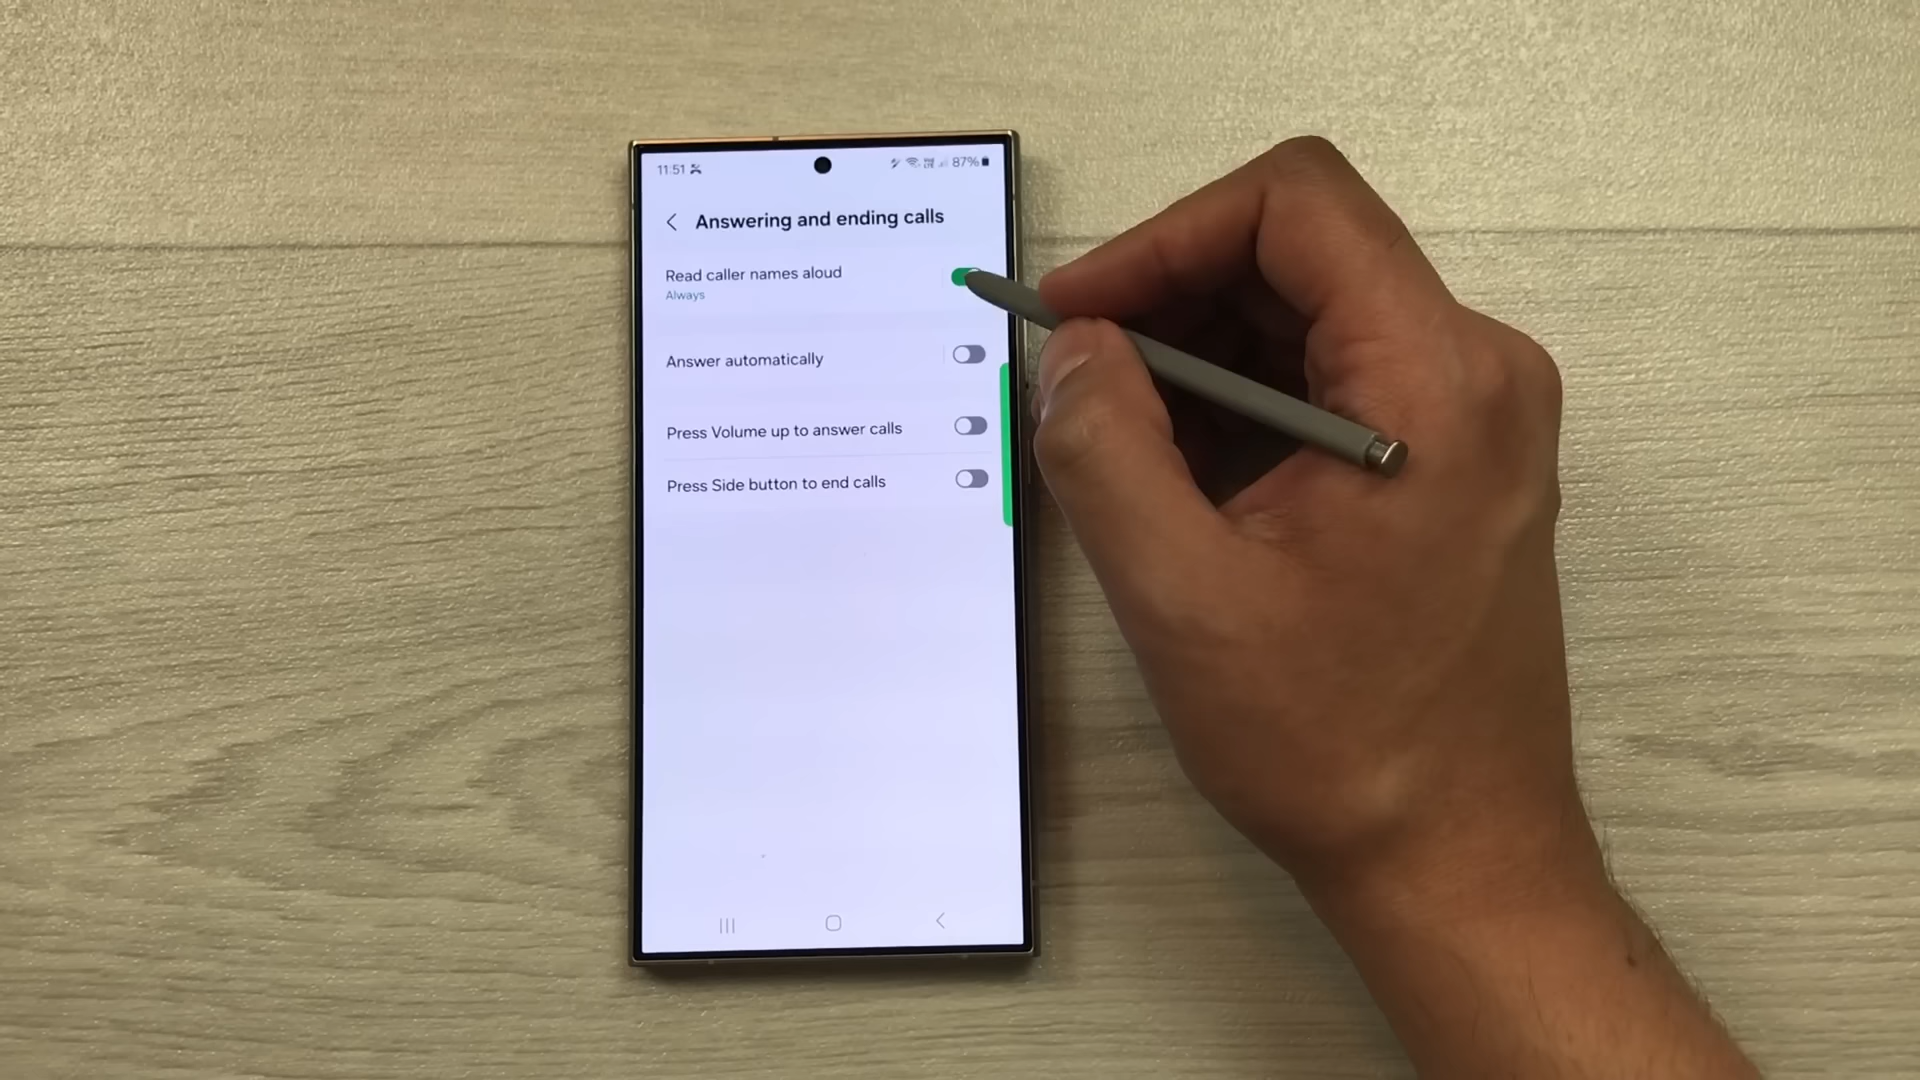 11:51
87%
Answering and ending calls
Read caller names aloud
Always
Answer automatically
Press Volume up to answer calls
Press Side button to end calls